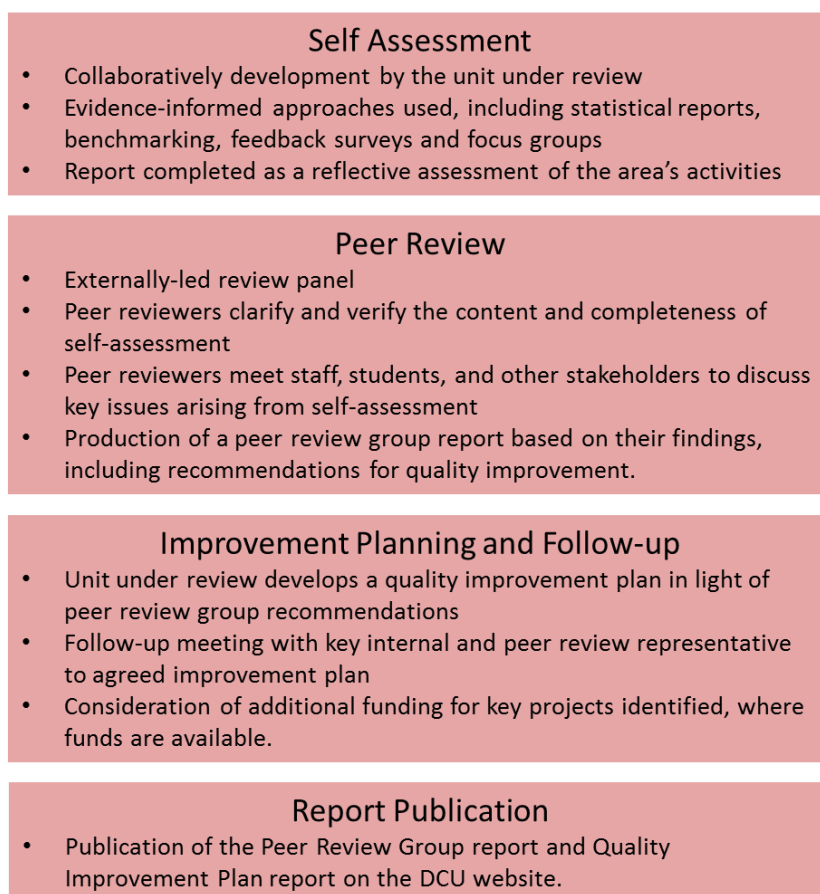 Self Assessment
• Collaboratively development by the unit under review
• Evidence-informed approaches used, including statistical reports,
benchmarking, feedback surveys and focus groups
• Report completed as a reflective assessment of the area's activities
Peer Review
• Externally-led review panel
• Peer reviewers clarify and verify the content and completeness of
self-assessment
• Peer reviewers meet staff, students, and other stakeholders to discuss
key issues arising from self-assessment
• Production of a peer review group report based on their findings,
including recommendations for quality improvement.
Improvement Planning and Follow-up
• Unit under review develops a quality improvement plan in light of
peer review group recommendations
• Follow-up meeting with key internal and peer review representative
to agreed improvement plan
• Consideration of additional funding for key projects identified, where
funds are available.
Report Publication
• Publication of the Peer Review Group report and Quality
Improvement Plan report on the DCU website.